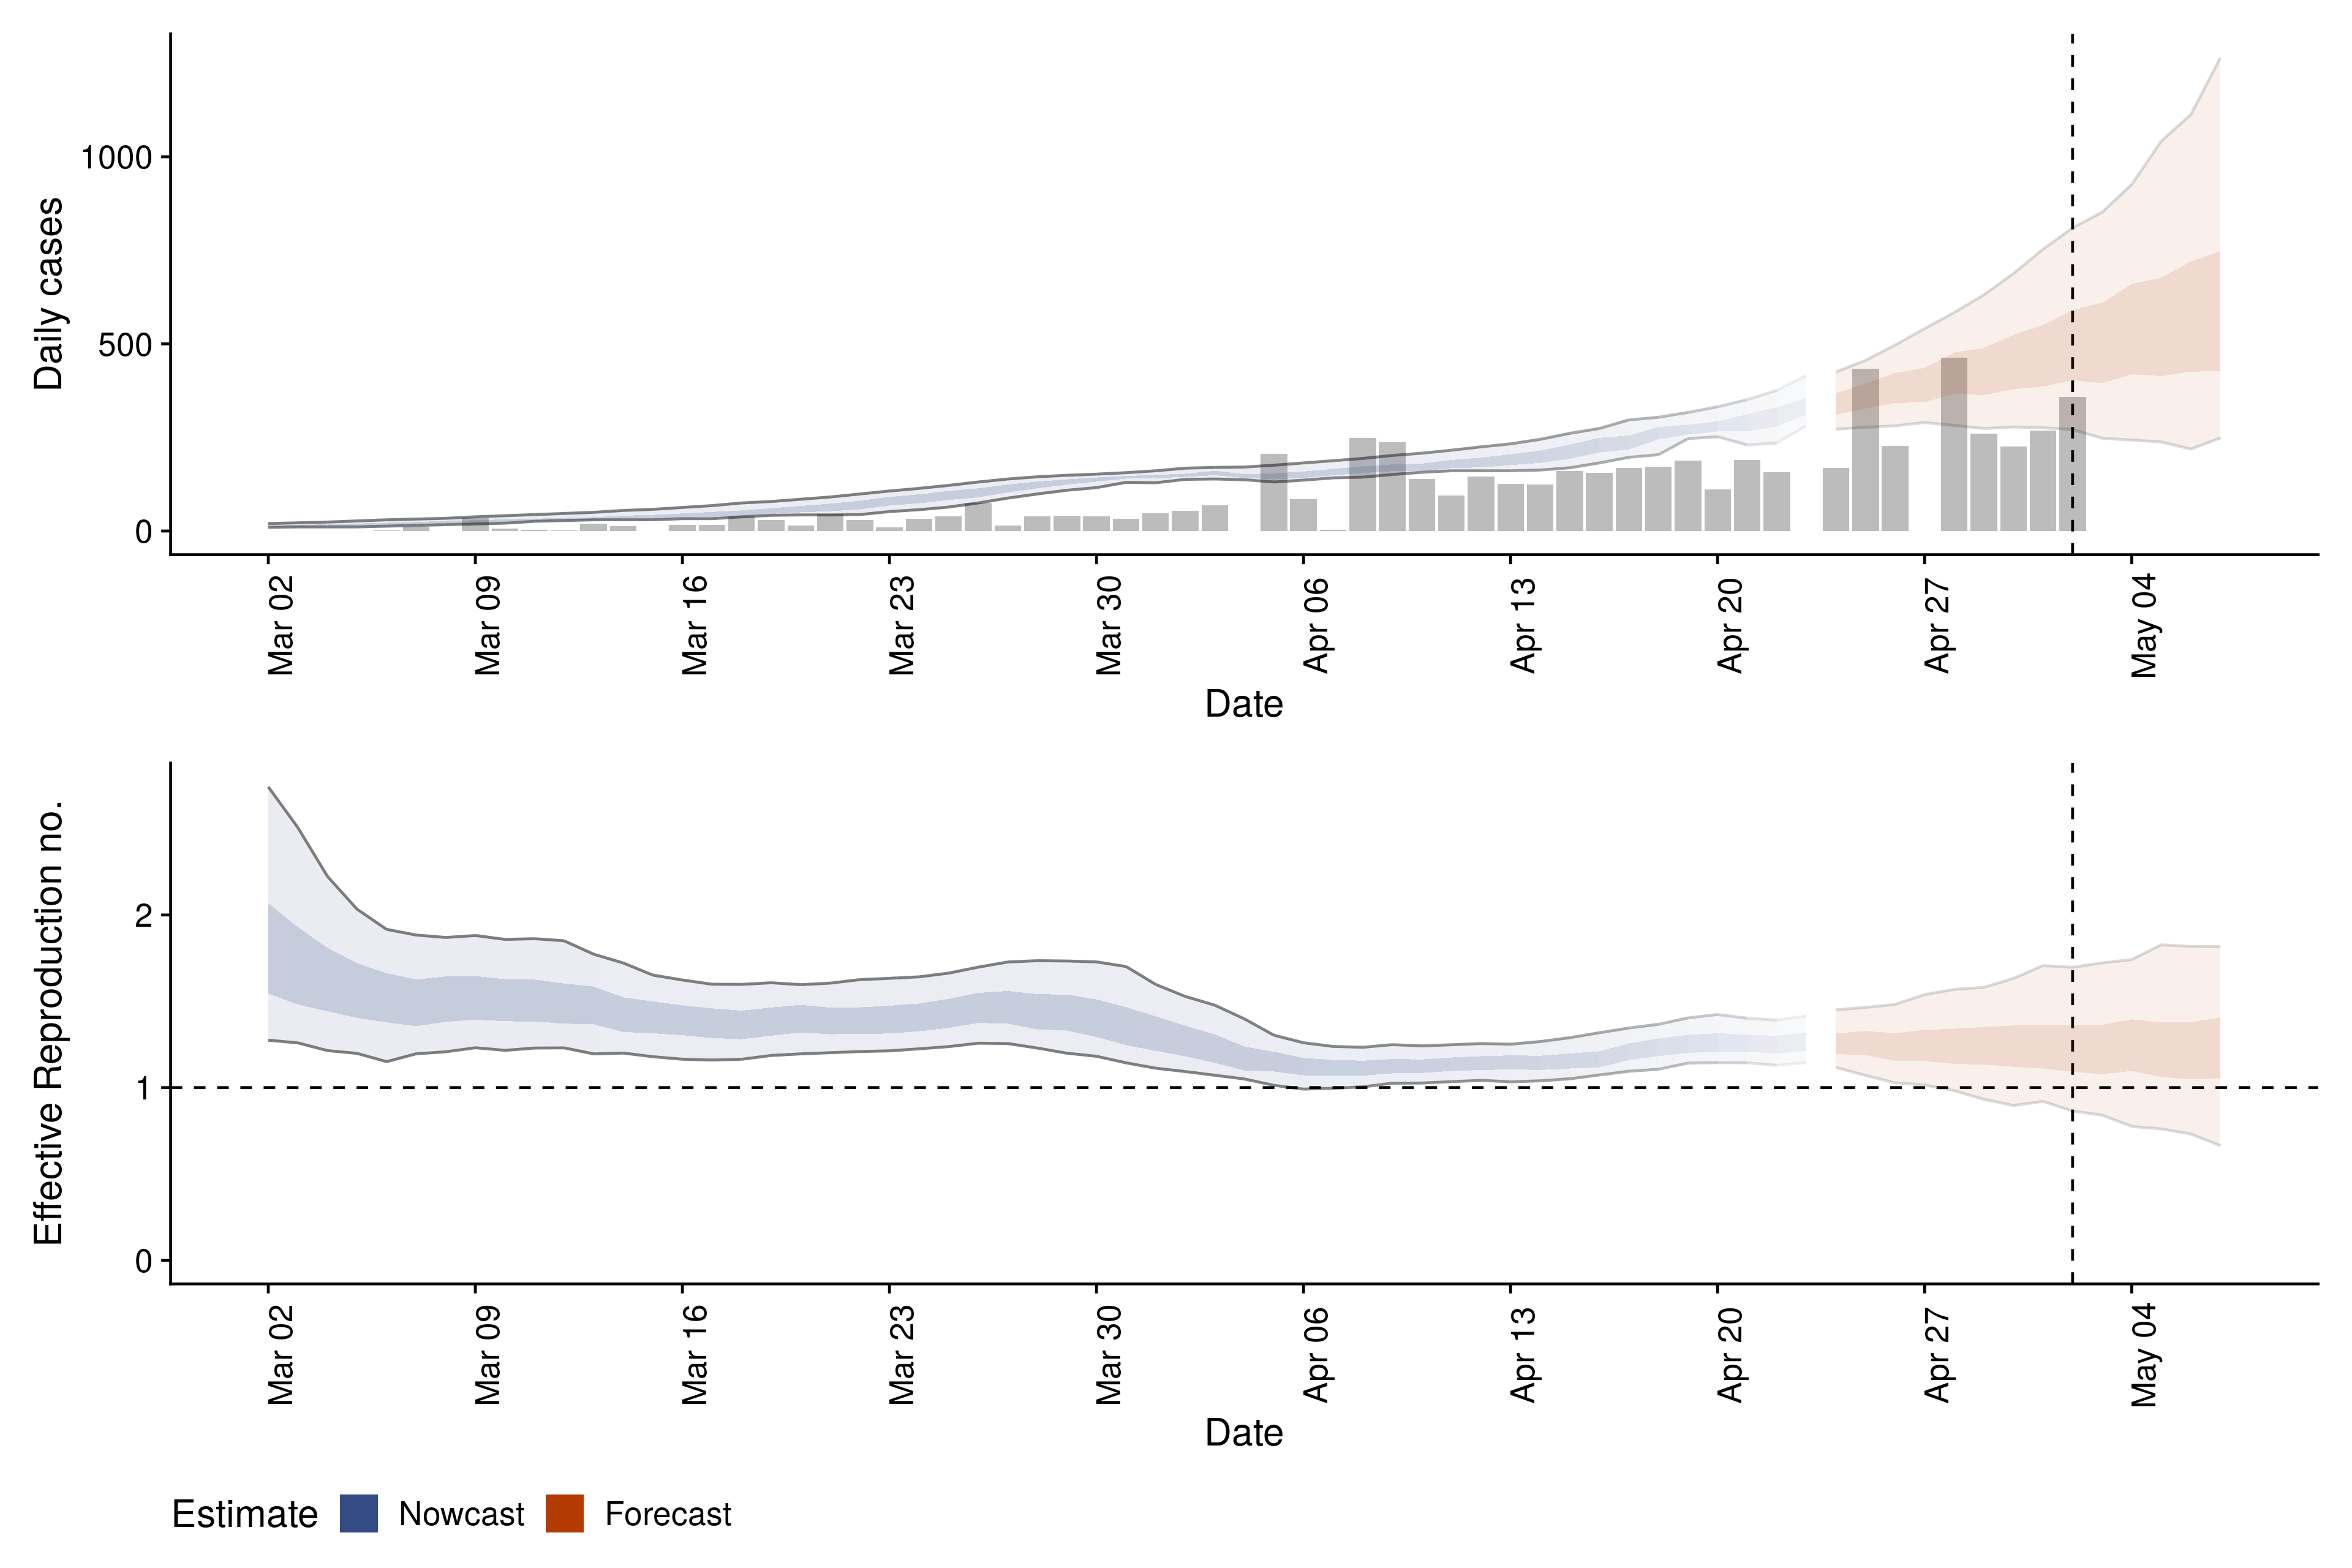 Daily cases
1000
500
0
Mar 02 Mar 09 Mar 16 Mar 23 Mar 30 Apr 06 Apr 13 Apr 20 Apr 27 May 04
Date
Effective Reproduction no.
2
1
0
Mar 02 Mar 09 Mar 16 Mar 23 Mar 30 Apr 06 Apr 13 Apr 20 Apr 27 May 04
Date
Estimate Nowcast Forecast